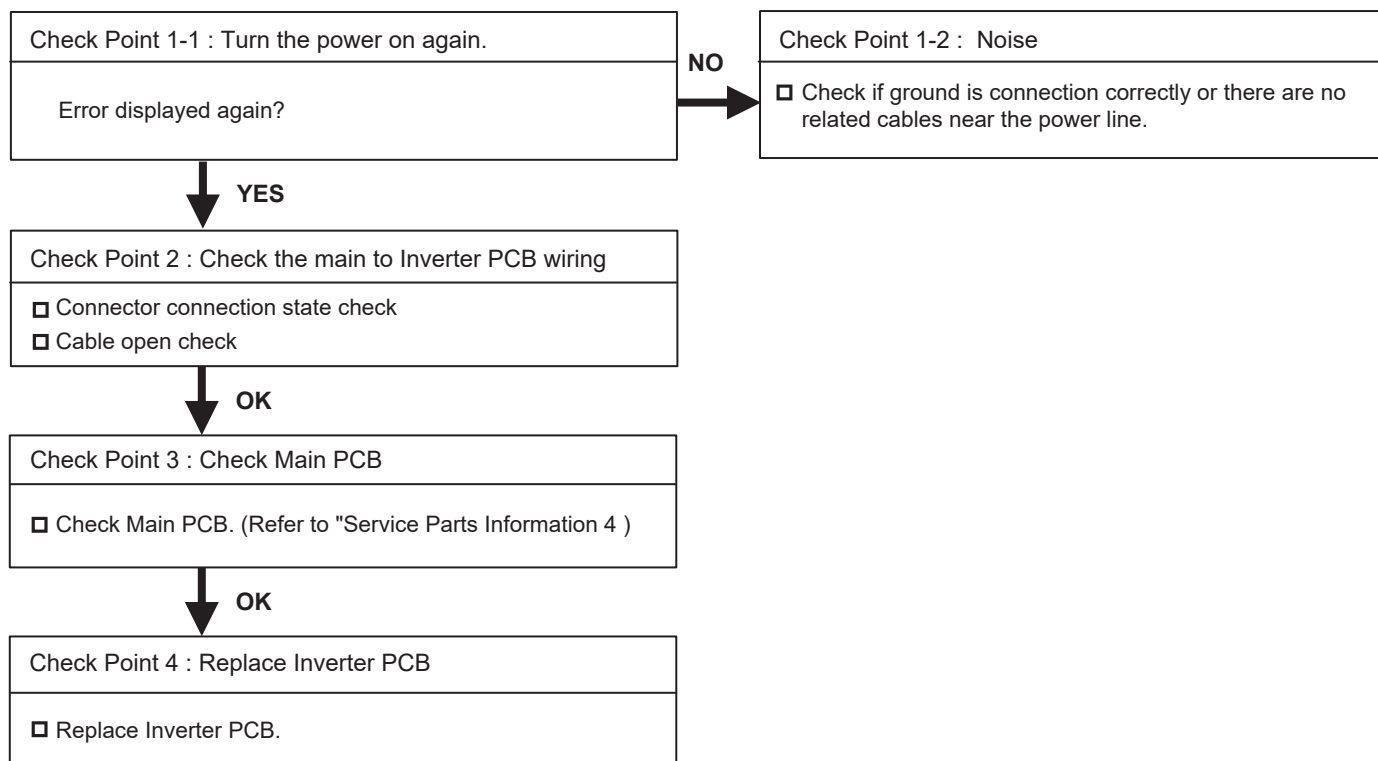 Check Point 1-1 : Turn the power on again.
Error displayed again?
NO
Check Point 1-2 :  Noise
Check if ground is connection correctly or there are no
related cables near the power line.
YES
Check Point 2 : Check the main to Inverter PCB wiring
Connector connection state check
Cable open check
OK
Check Point 3 : Check Main PCB
Check Main PCB. (Refer to "Service Parts Information 4 )
OK
Check Point 4 : Replace Inverter PCB
Replace Inverter PCB.